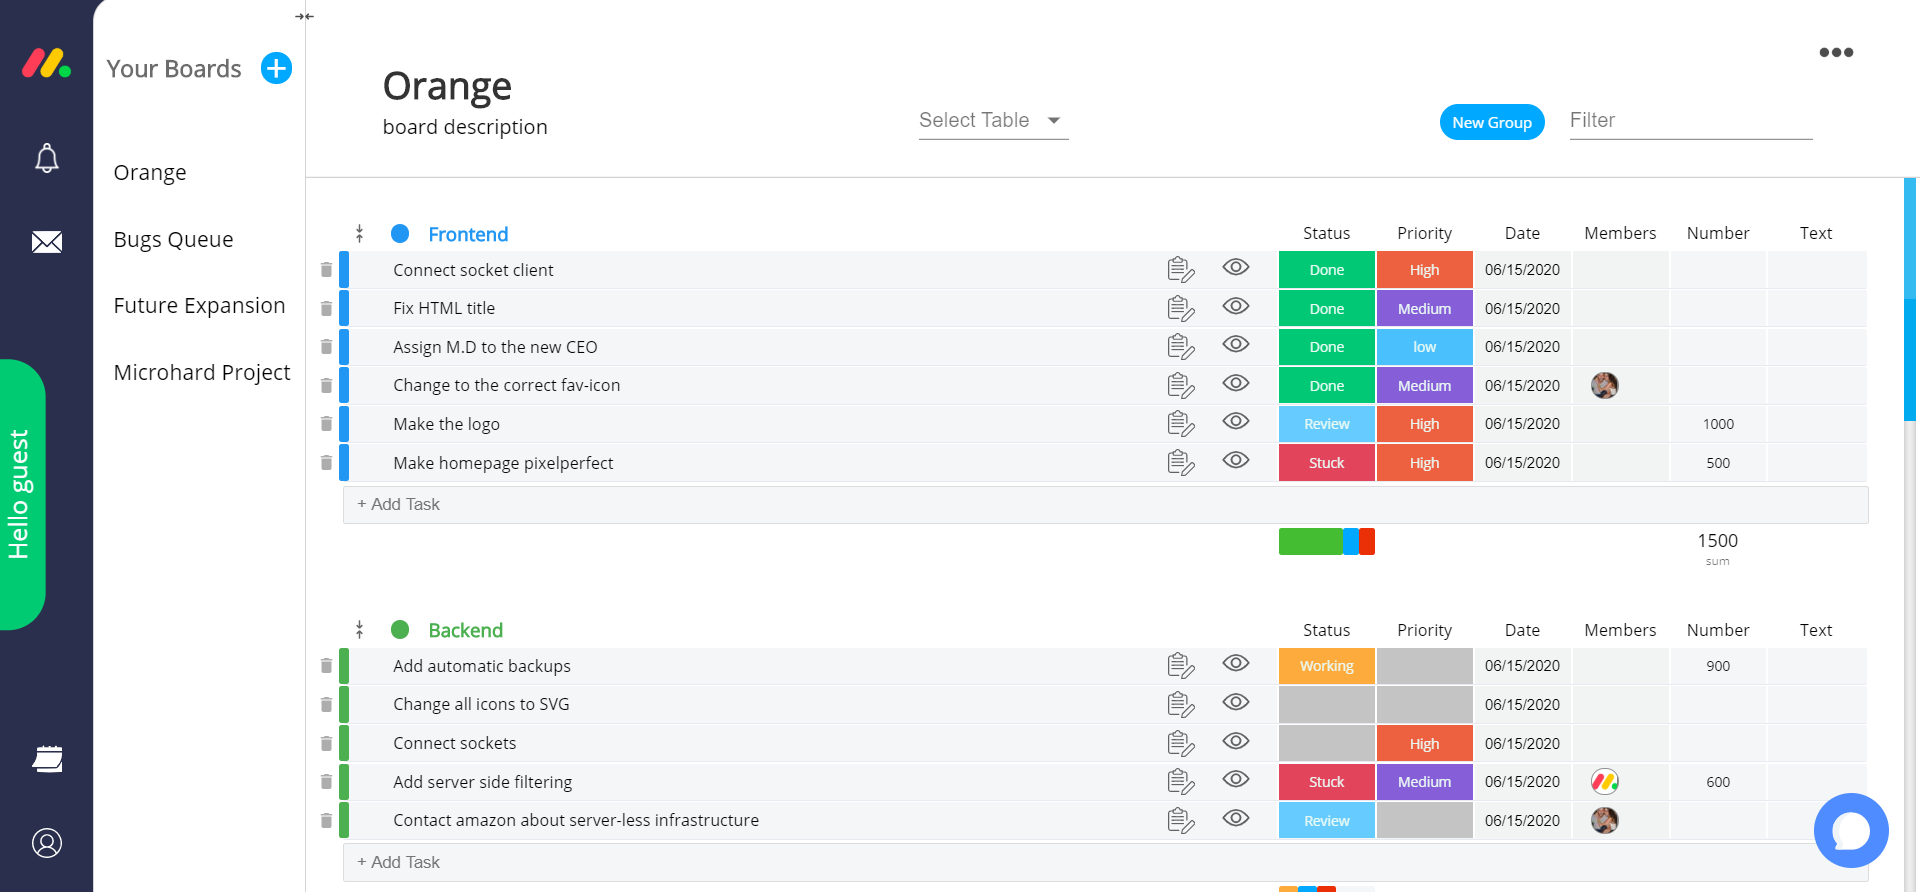 Your Boards
Orange
Bugs Queue
Future Expansion
Microhard Project
Hello guest
Orange
board description
Select Table
New Group
Filter
Frontend Status Priority Date Members Number Text
Connect socket client Done High 06/15/2020
Fix HTML title Done Medium 06/15/2020
Assign M.D to the new CEO Done low 06/15/2020
Change to the correct fav-icon Done Medium 06/15/2020
Make the logo Review High 06/15/2020 1000
Make homepage pixelperfect Stuck High 06/15/2020 500
+ Add Task
1500
sum
Backend Status Priority Date Members Number Text
Add automatic backups Working 06/15/2020 900
Change all icons to SVG 06/15/2020
Connect sockets High 06/15/2020
Add server side filtering Stuck Medium 06/15/2020 600
Contact amazon about server-less infrastructure Review 06/15/2020
+ Add Task